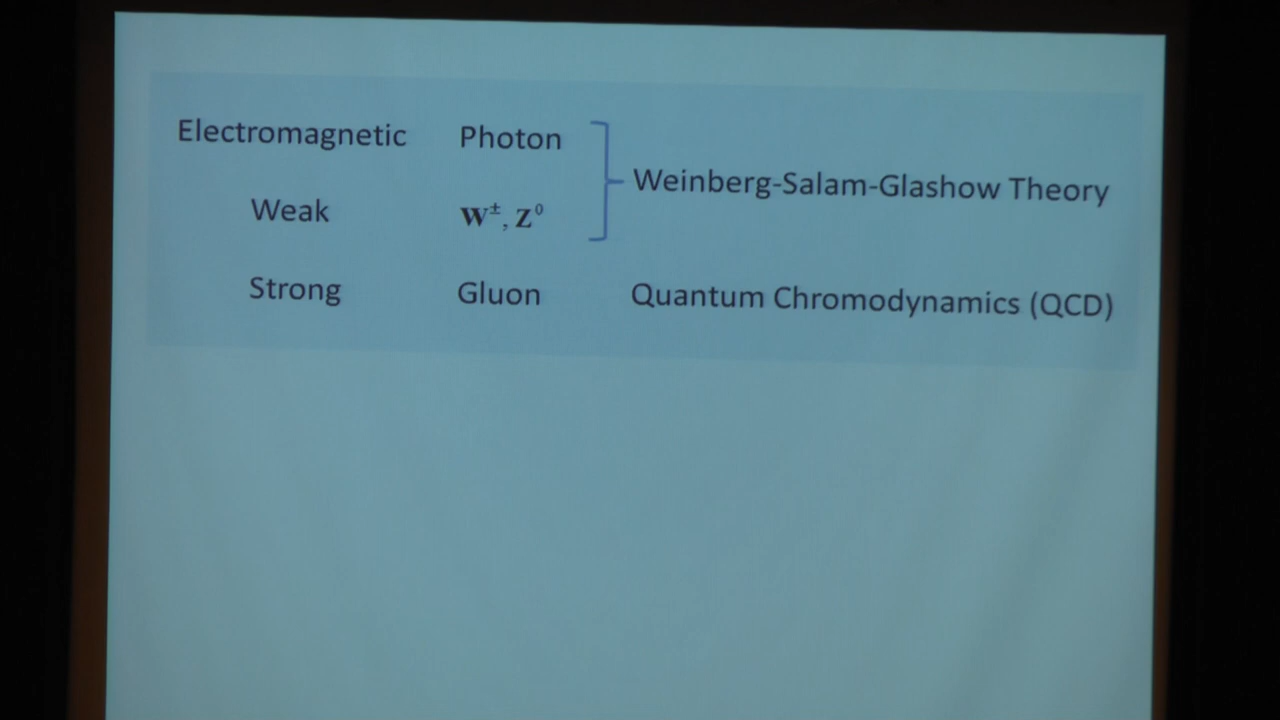 Electromagnetic Photon
Weinberg-Salam-Glashow Theory
Weak W±, Z⁰
Strong Gluon Quantum Chromodynamics (QCD)